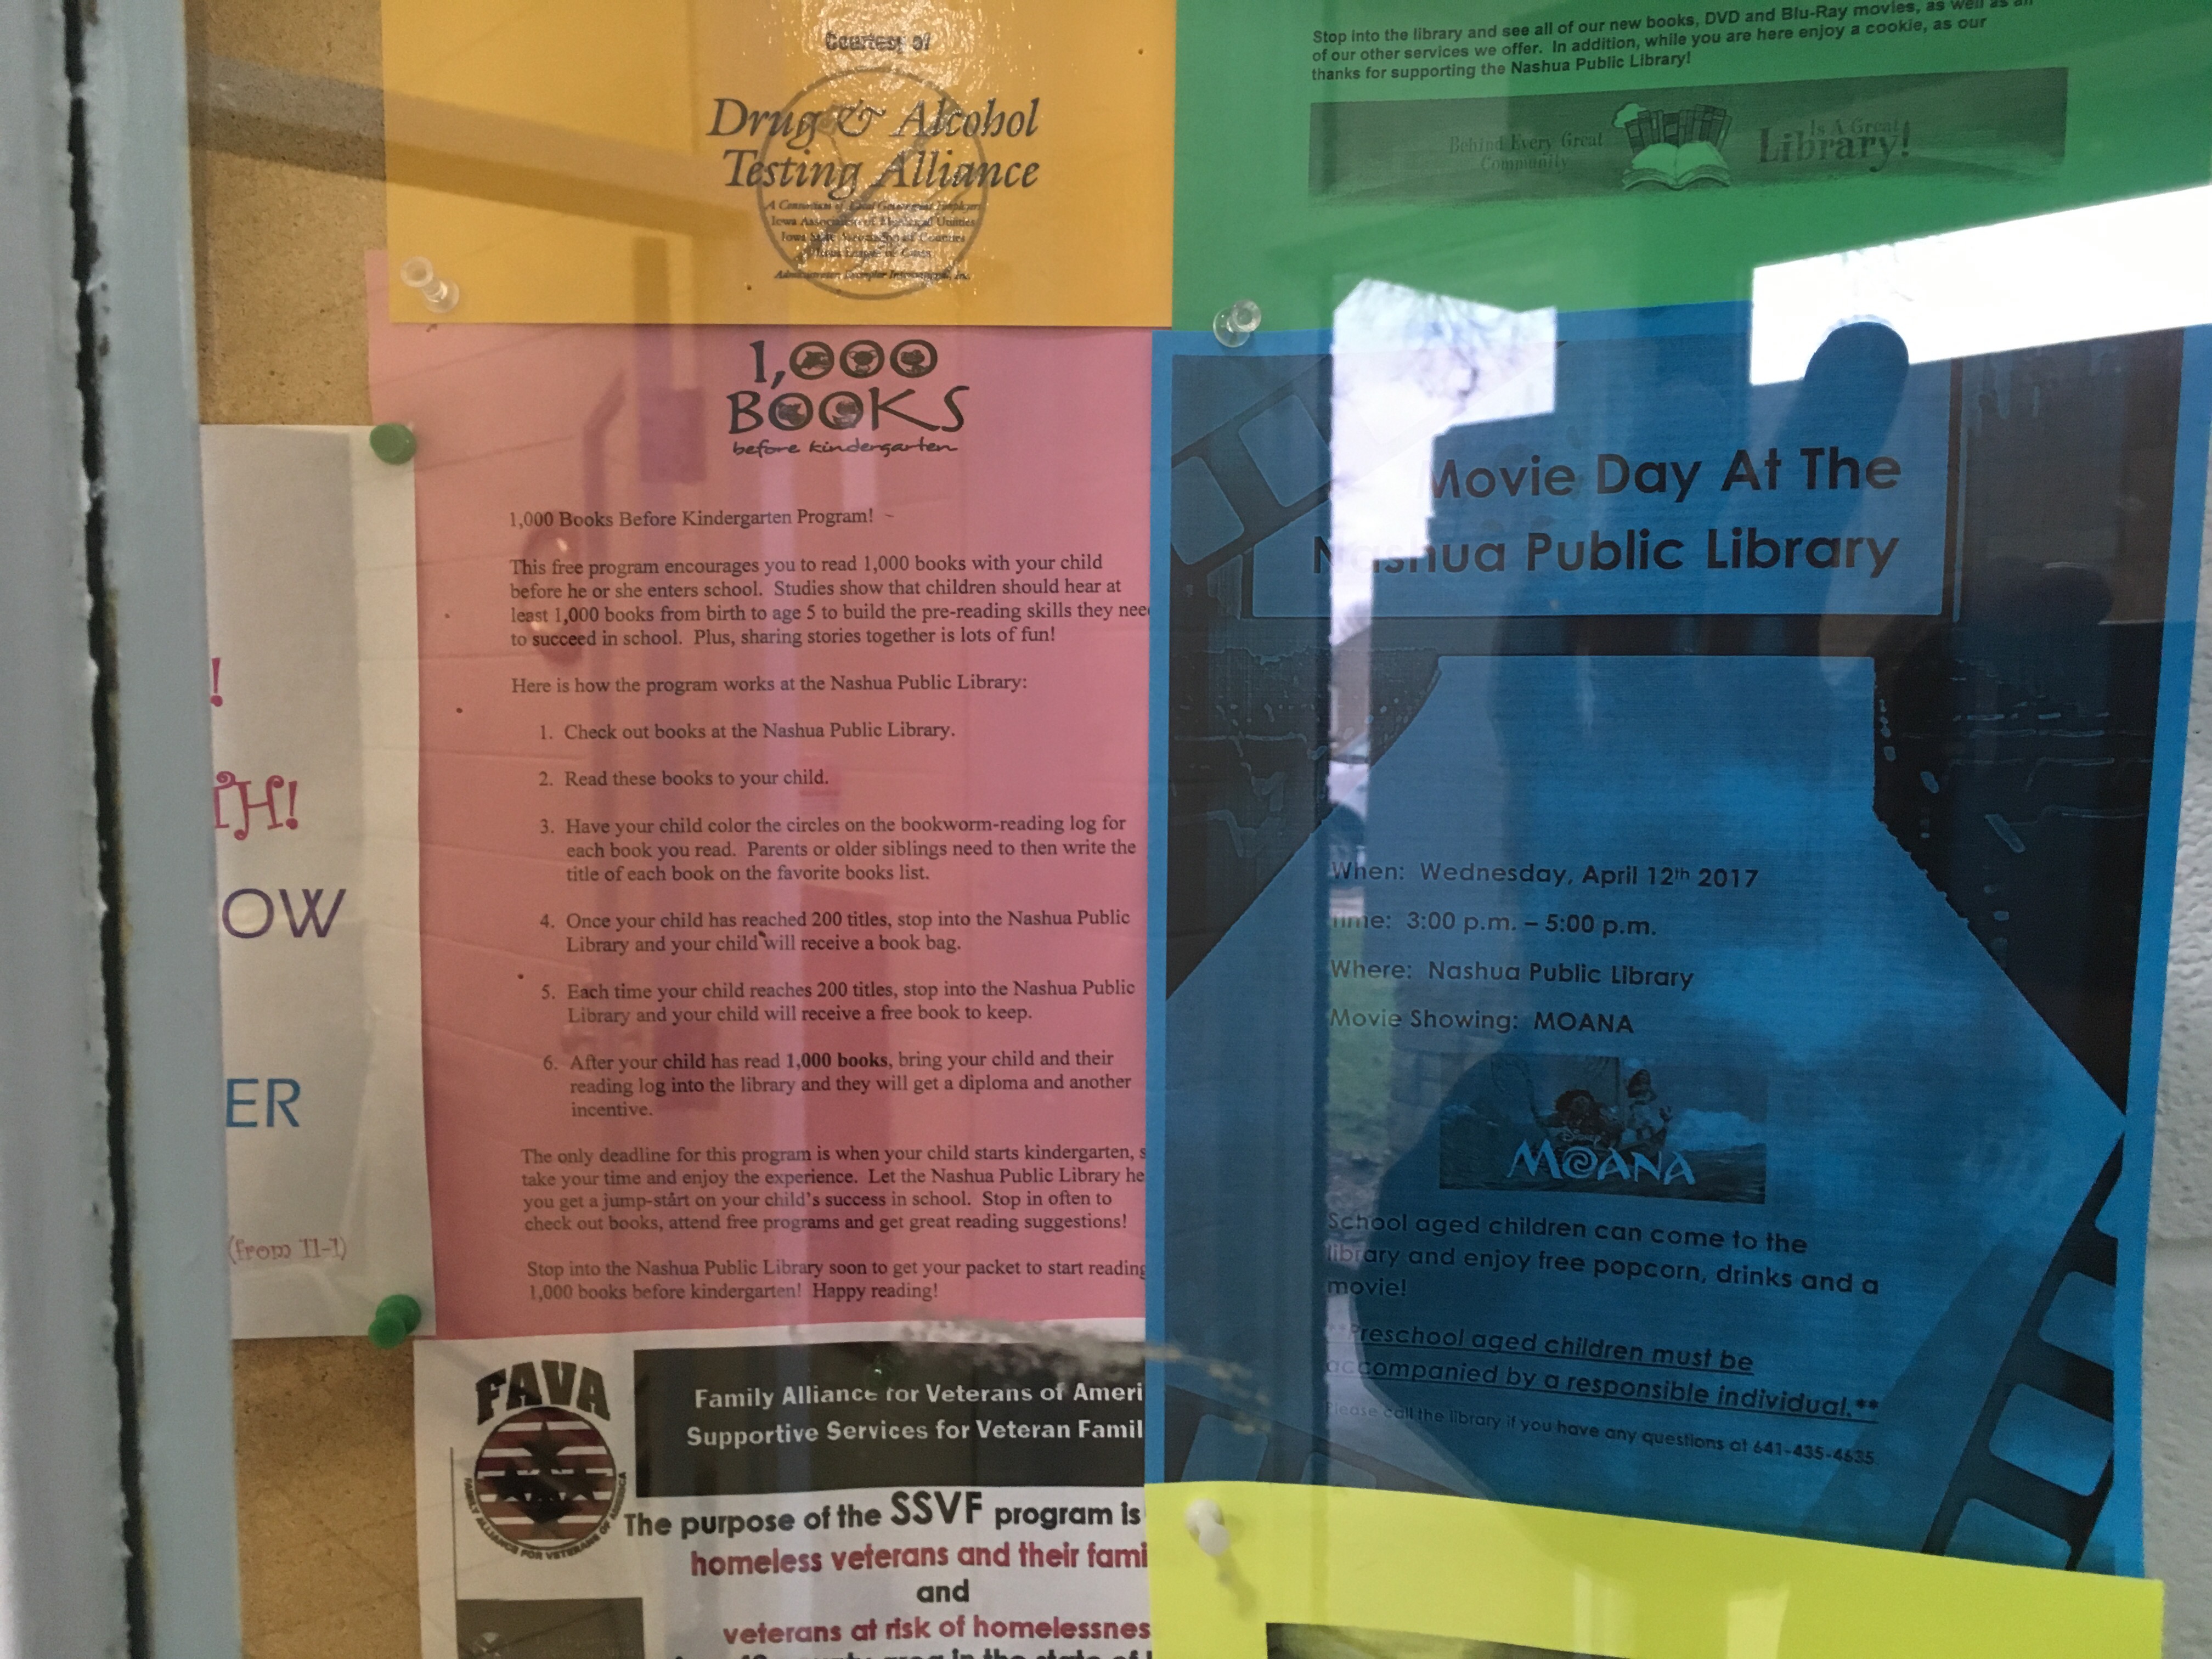 Courtesy of
Drug & Alcohol
Testing Alliance
Stop into the library and see all of our new books, DVD and Blu-Ray movies, as well as all
of our other services we offer. In addition, while you are here enjoy a cookie, as our
thanks for supporting the Nashua Public Library!
Behind Every Great
Community
Is A Great
Library!
1,000
BOOKS
before kindergarten
1,000 Books Before Kindergarten Program! ~
This free program encourages you to read 1,000 books with your child
before he or she enters school. Studies show that children should hear at
least 1,000 books from birth to age 5 to build the pre-reading skills they nee
to succeed in school. Plus, sharing stories together is lots of fun!
Here is how the program works at the Nashua Public Library:
1. Check out books at the Nashua Public Library.
2. Read these books to your child.
3. Have your child color the circles on the bookworm-reading log for
each book you read. Parents or older siblings need to then write the
title of each book on the favorite books list.
4. Once your child has reached 200 titles, stop into the Nashua Public
Library and your child will receive a book bag.
5. Each time your child reaches 200 titles, stop into the Nashua Public
Library and your child will receive a free book to keep.
6. After your child has read 1,000 books, bring your child and their
reading log into the library and they will get a diploma and another
incentive.
The only deadline for this program is when your child starts kindergarten, s
take your time and enjoy the experience. Let the Nashua Public Library he
you get a jump-start on your child's success in school. Stop in often to
check out books, attend free programs and get great reading suggestions!
Stop into the Nashua Public Library soon to get your packet to start reading
1,000 books before kindergarten! Happy reading!
Movie Day At The
Nashua Public Library
When: Wednesday, April 12th 2017
Time: 3:00 p.m. – 5:00 p.m.
Where: Nashua Public Library
Movie Showing: MOANA
MOANA
School aged children can come to the
library and enjoy free popcorn, drinks and a
movie!
**Preschool aged children must be
accompanied by a responsible individual.**
Please call the library if you have any questions at 641-435-4635
!
TH!
OW
ER
(from 11-1)
FAVA
FAMILY ALLIANCE FOR VETERANS OF AMERICA
Family Alliance for Veterans of Ameri
Supportive Services for Veteran Famil
The purpose of the SSVF program is
homeless veterans and their fami
and
veterans at risk of homelessnes